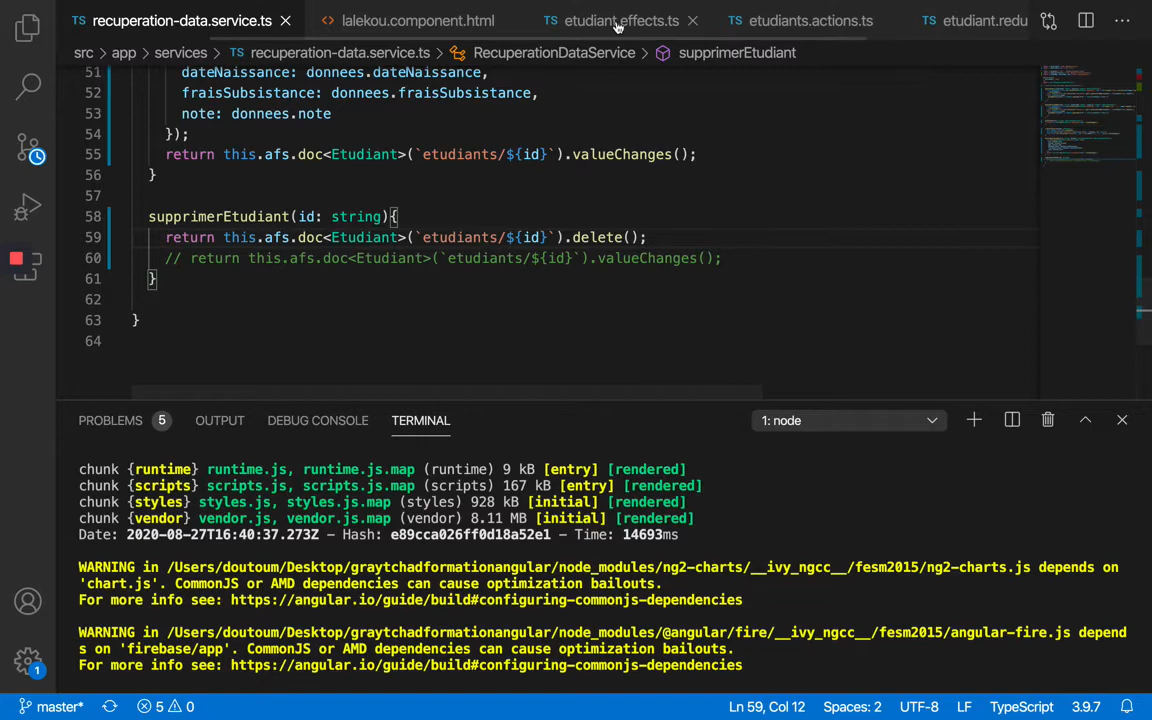 recuperation-data.service.ts
lalekou.component.html
etudiant.effects.ts
etudiants.actions.ts
etudiant.redu
src > app > services > recuperation-data.service.ts > RecuperationDataService > supprimerEtudiant
51 dateNaissance: donnees.dateNaissance,
52 fraisSubsistance: donnees.fraisSubsistance,
53 note: donnees.note
54 });
55 return this.afs.doc<Etudiant>(`etudiants/${id}`).valueChanges();
56 }
57
58 supprimerEtudiant(id: string){
59 return this.afs.doc<Etudiant>(`etudiants/${id}`).delete();
60 // return this.afs.doc<Etudiant>(`etudiants/${id}`).valueChanges();
61 }
62
63 }
64
PROBLEMS 5 OUTPUT DEBUG CONSOLE TERMINAL 1: node
chunk {runtime} runtime.js, runtime.js.map (runtime) 9 kB [entry] [rendered]
chunk {scripts} scripts.js, scripts.js.map (scripts) 167 kB [entry] [rendered]
chunk {styles} styles.js, styles.js.map (styles) 928 kB [initial] [rendered]
chunk {vendor} vendor.js, vendor.js.map (vendor) 8.11 MB [initial] [rendered]
Date: 2020-08-27T16:40:37.273Z - Hash: e89cca026ff0d18a52e1 - Time: 14693ms
WARNING in /Users/doutoum/Desktop/graytchadformationangular/node_modules/ng2-charts/__ivy_ngcc__/fesm2015/ng2-charts.js depends on
'chart.js'. CommonJS or AMD dependencies can cause optimization bailouts.
For more info see: https://angular.io/guide/build#configuring-commonjs-dependencies
WARNING in /Users/doutoum/Desktop/graytchadformationangular/node_modules/@angular/fire/__ivy_ngcc__/fesm2015/angular-fire.js depend
s on 'firebase/app'. CommonJS or AMD dependencies can cause optimization bailouts.
For more info see: https://angular.io/guide/build#configuring-commonjs-dependencies
master* 5 0 Ln 59, Col 12 Spaces: 2 UTF-8 LF TypeScript 3.9.7